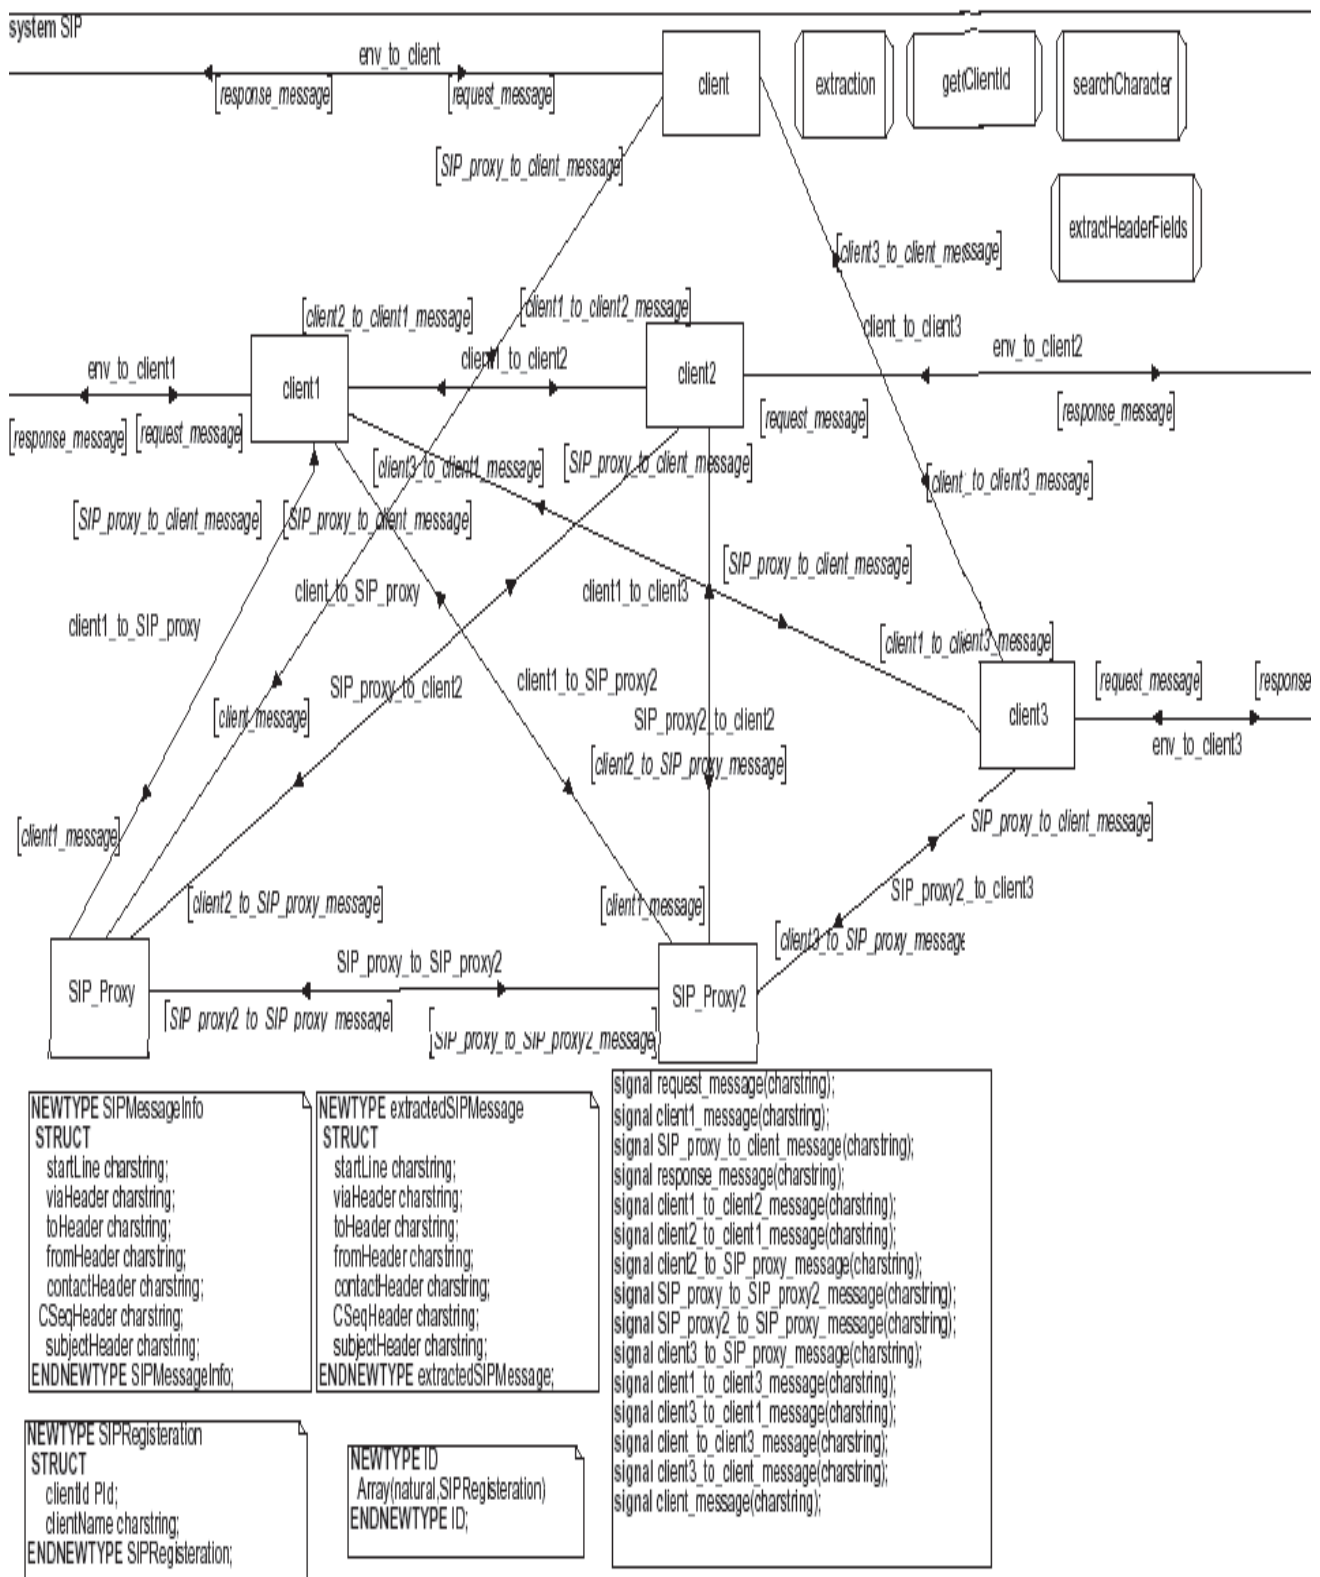 system SIP
env_to_client
[response_message]
[request_message]
client
extraction
getClientId
searchCharacter
[SIP_proxy_to_client_message]
extractHeaderFields
[client3_to_client_message]
[client2_to_client1_message]
[client1_to_client2_message]
client_to_client3
env_to_client1
client1
client1_to_client2
client2
env_to_client2
[response_message]
[request_message]
[request_message]
[response_message]
[client3_to_client1_message]
[SIP_proxy_to_client_message]
[client_to_client3_message]
[SIP_proxy_to_client_message]
[SIP_proxy_to_client_message]
[SIP_proxy_to_client_message]
client_to_SIP_proxy
client1_to_client3
client1_to_SIP_proxy
[client1_to_client3_message]
SIP_proxy_to_client2
client1_to_SIP_proxy2
[request_message]
[response
[client_message]
SIP_proxy2_to_client2
client3
env_to_client3
[client2_to_SIP_proxy_message]
[client1_message]
SIP_proxy_to_client_message]
SIP_proxy2_to_client3
[client2_to_SIP_proxy_message]
[client1_message]
[client3_to_SIP_proxy_message
SIP_Proxy
SIP_proxy_to_SIP_proxy2
SIP_Proxy2
[SIP_proxy2_to_SIP_proxy_message]
[SIP_proxy_to_SIP_proxy2_message]
NEWTYPE SIPMessageInfo
STRUCT
startLine charstring;
viaHeader charstring;
toHeader charstring;
fromHeader charstring;
contactHeader charstring;
CSeqHeader charstring;
subjectHeader charstring;
ENDNEWTYPE SIPMessageInfo;
NEWTYPE extractedSIPMessage
STRUCT
startLine charstring;
viaHeader charstring;
toHeader charstring;
fromHeader charstring;
contactHeader charstring;
CSeqHeader charstring;
subjectHeader charstring;
ENDNEWTYPE extractedSIPMessage;
signal request_message(charstring);
signal client1_message(charstring);
signal SIP_proxy_to_client_message(charstring);
signal response_message(charstring);
signal client1_to_client2_message(charstring);
signal client2_to_client1_message(charstring);
signal client2_to_SIP_proxy_message(charstring);
signal SIP_proxy_to_SIP_proxy2_message(charstring);
signal SIP_proxy2_to_SIP_proxy_message(charstring);
signal client3_to_SIP_proxy_message(charstring);
signal client1_to_client3_message(charstring);
signal client3_to_client1_message(charstring);
signal client_to_client3_message(charstring);
signal client3_to_client_message(charstring);
signal client_message(charstring);
NEWTYPE SIPRegisteration
STRUCT
clientId PId;
clientName charstring;
ENDNEWTYPE SIPRegisteration;
NEWTYPE ID
Array(natural,SIPRegisteration)
ENDNEWTYPE ID;